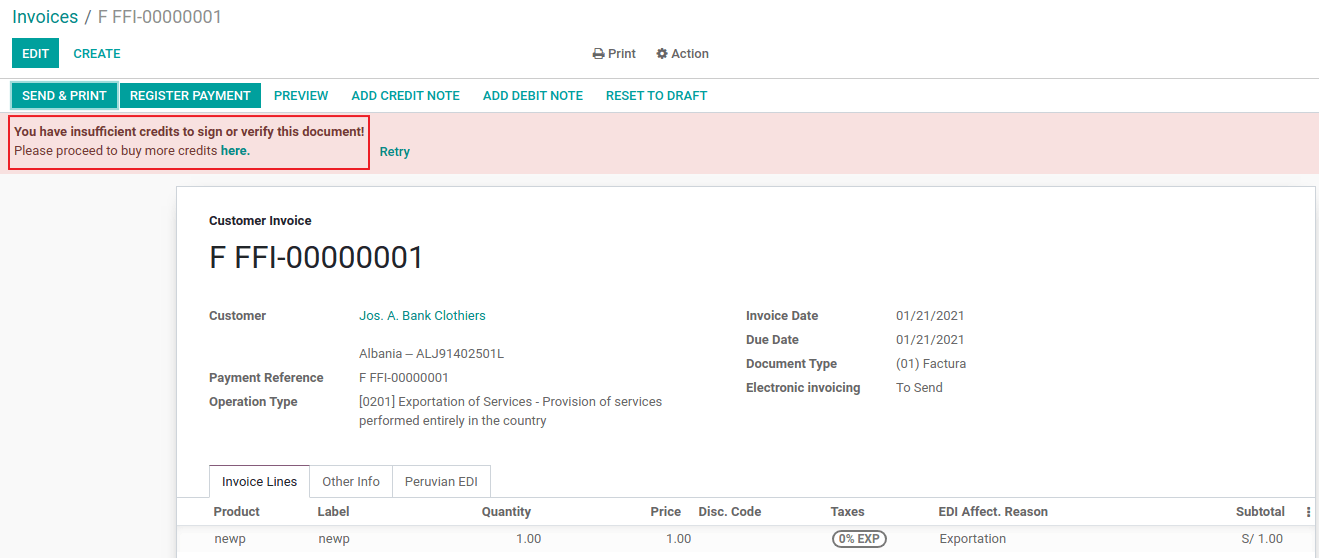 Invoices / F FFI-00000001
EDIT CREATE Print Action
SEND & PRINT REGISTER PAYMENT PREVIEW ADD CREDIT NOTE ADD DEBIT NOTE RESET TO DRAFT
You have insufficient credits to sign or verify this document!
Please proceed to buy more credits here. Retry
Customer Invoice
F FFI-00000001
Customer Jos. A. Bank Clothiers Invoice Date 01/21/2021
Due Date 01/21/2021
Albania – ALJ91402501L
Document Type (01) Factura
Payment Reference F FFI-00000001
Electronic invoicing To Send
Operation Type [0201] Exportation of Services - Provision of services
performed entirely in the country
Invoice Lines Other Info Peruvian EDI
Product Label Quantity Price Disc. Code Taxes EDI Affect. Reason Subtotal
newp newp 1.00 1.00 0% EXP Exportation S/ 1.00